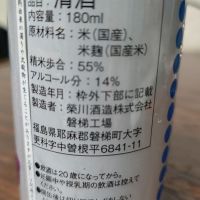 品目：清酒
内容量：180ml
原材料名：米（国産）、
米麹（国産米）
精米歩合：55％
アルコール分：14％
製造年月：枠外下部に記載
製造者：榮川酒造株式会社
磐梯工場
福島県耶麻郡磐梯町大字
更科字中曽根平6841-11
●飲酒は20歳になってから。
●妊娠中や授乳期の飲酒は控えて